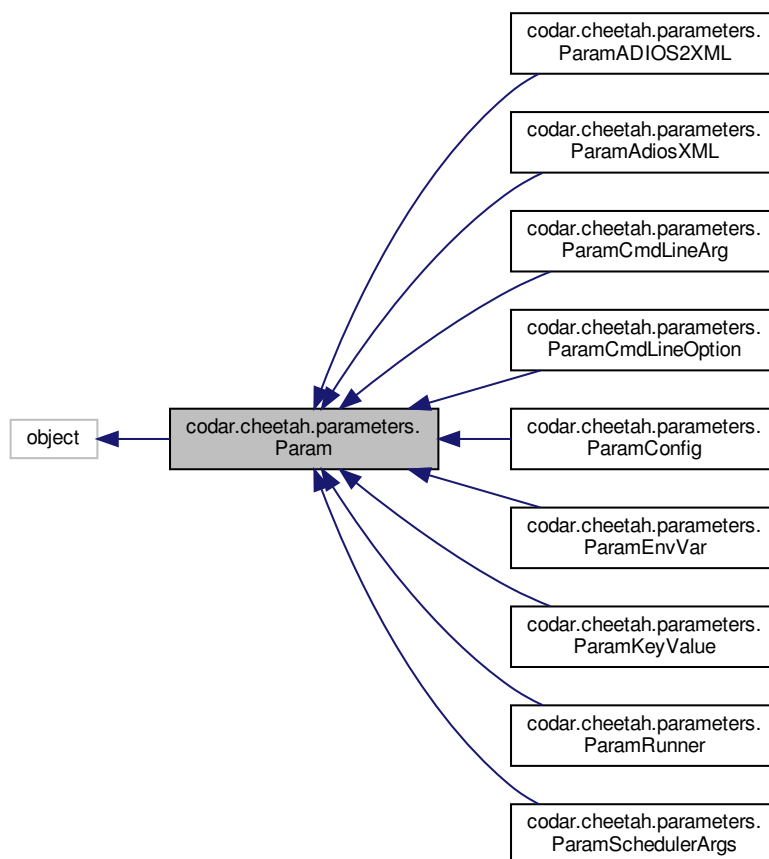 codar.cheetah.parameters.
ParamADIOS2XML
codar.cheetah.parameters.
ParamAdiosXML
codar.cheetah.parameters.
ParamCmdLineArg
codar.cheetah.parameters.
ParamCmdLineOption
object
codar.cheetah.parameters.
Param
codar.cheetah.parameters.
ParamConfig
codar.cheetah.parameters.
ParamEnvVar
codar.cheetah.parameters.
ParamKeyValue
codar.cheetah.parameters.
ParamRunner
codar.cheetah.parameters.
ParamSchedulerArgs